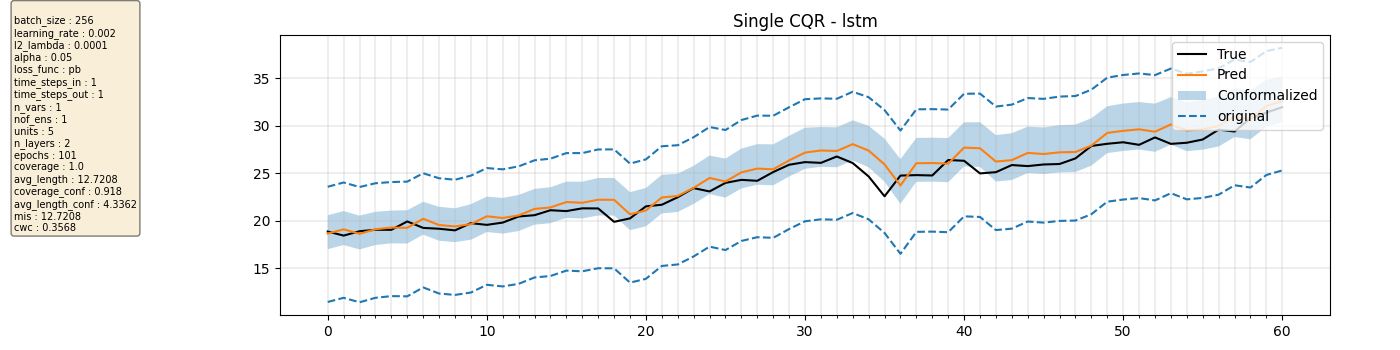 batch_size : 256
learning_rate : 0.002
l2_lambda : 0.0001
alpha : 0.05
loss_func : pb
time_steps_in : 1
time_steps_out : 1
n_vars : 1
nof_ens : 1
units : 5
n_layers : 2
epochs : 101
coverage : 1.0
avg_length : 12.7208
coverage_conf : 0.918
avg_length_conf : 4.3362
mis : 12.7208
cwc : 0.3568
Single CQR - lstm
True
Pred
Conformalized
original
35
30
25
20
15
0 10 20 30 40 50 60